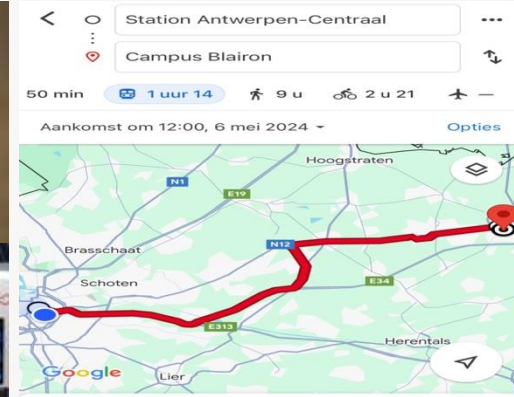 Station Antwerpen-Centraal
Campus Blairon
50 min 1 uur 14 9 u 2 u 21 —
Aankomst om 12:00, 6 mei 2024 Opties
Hoogstraten
N1
E19
Brasschaat
N12
Schoten
E34
E313
Herentals
Google
Lier